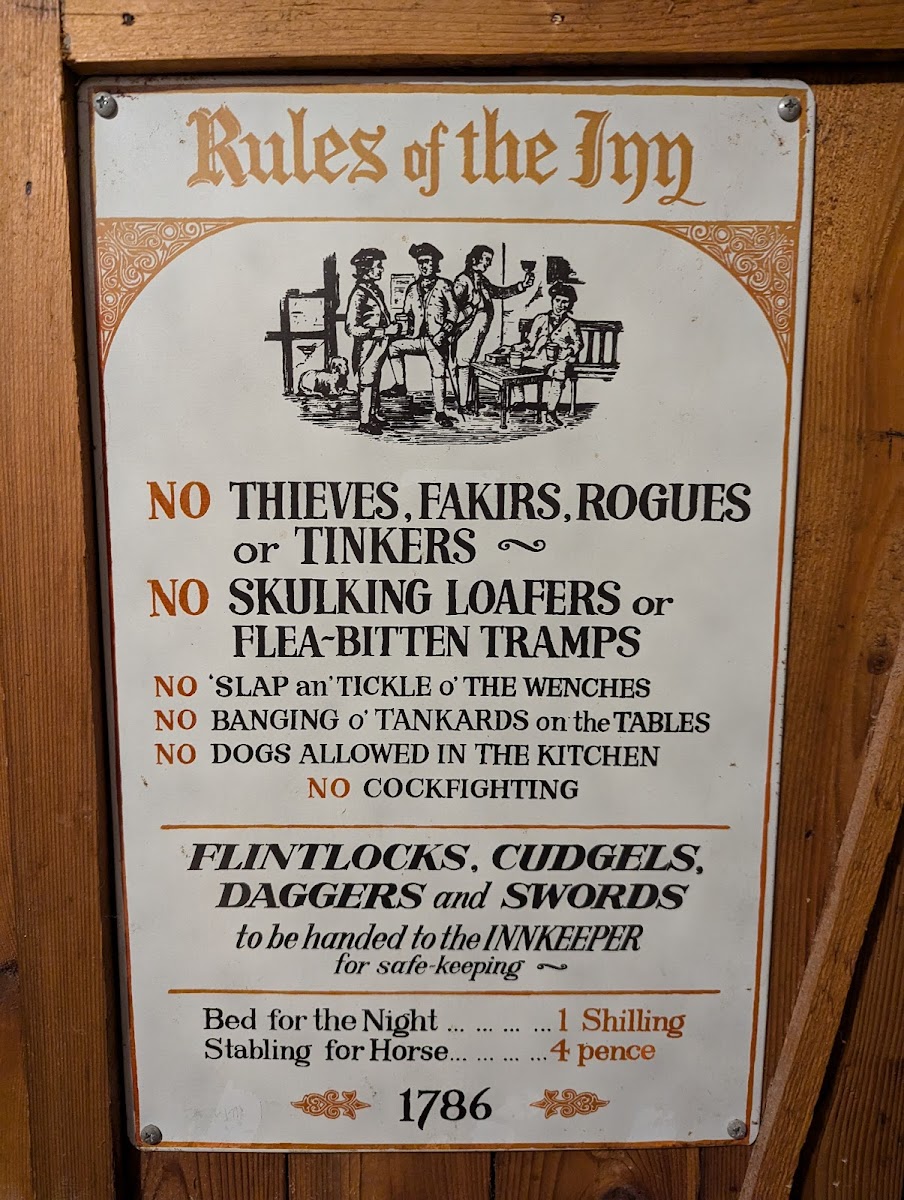 Rules of the Inn
NO THIEVES, FAKIRS, ROGUES
or TINKERS ~
NO SKULKING LOAFERS or
FLEA-BITTEN TRAMPS
NO 'SLAP an' TICKLE o' THE WENCHES
NO BANGING o' TANKARDS on the TABLES
NO DOGS ALLOWED IN THE KITCHEN
NO COCKFIGHTING
FLINTLOCKS, CUDGELS,
DAGGERS and SWORDS
to be handed to the INNKEEPER
for safe-keeping ~
Bed for the Night ... ... ... ... 1 Shilling
Stabling for Horse... ... ... ... 4 pence
1786